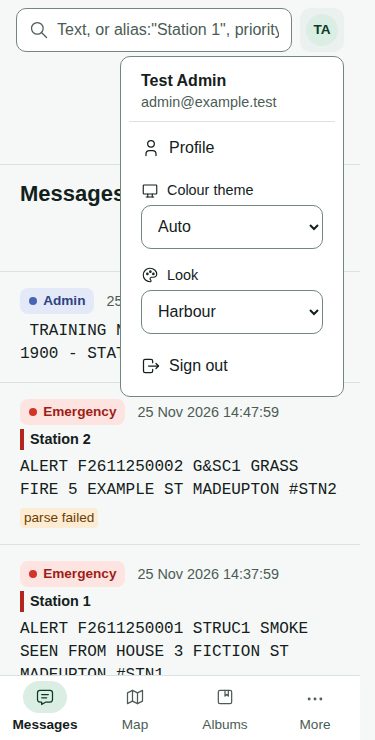 Text, or alias:"Station 1", priority
TA
Test Admin
admin@example.test
Profile
Colour theme
Auto
Look
Harbour
Sign out
Messages
Admin 25
TRAINING
1900 - STAT
Emergency 25 Nov 2026 14:47:59
Station 2
ALERT F2611250002 G&SC1 GRASS
FIRE 5 EXAMPLE ST MADEUPTON #STN2
parse failed
Emergency 25 Nov 2026 14:37:59
Station 1
ALERT F2611250001 STRUC1 SMOKE
SEEN FROM HOUSE 3 FICTION ST
MADEUPTON #STN1
Messages Map Albums More